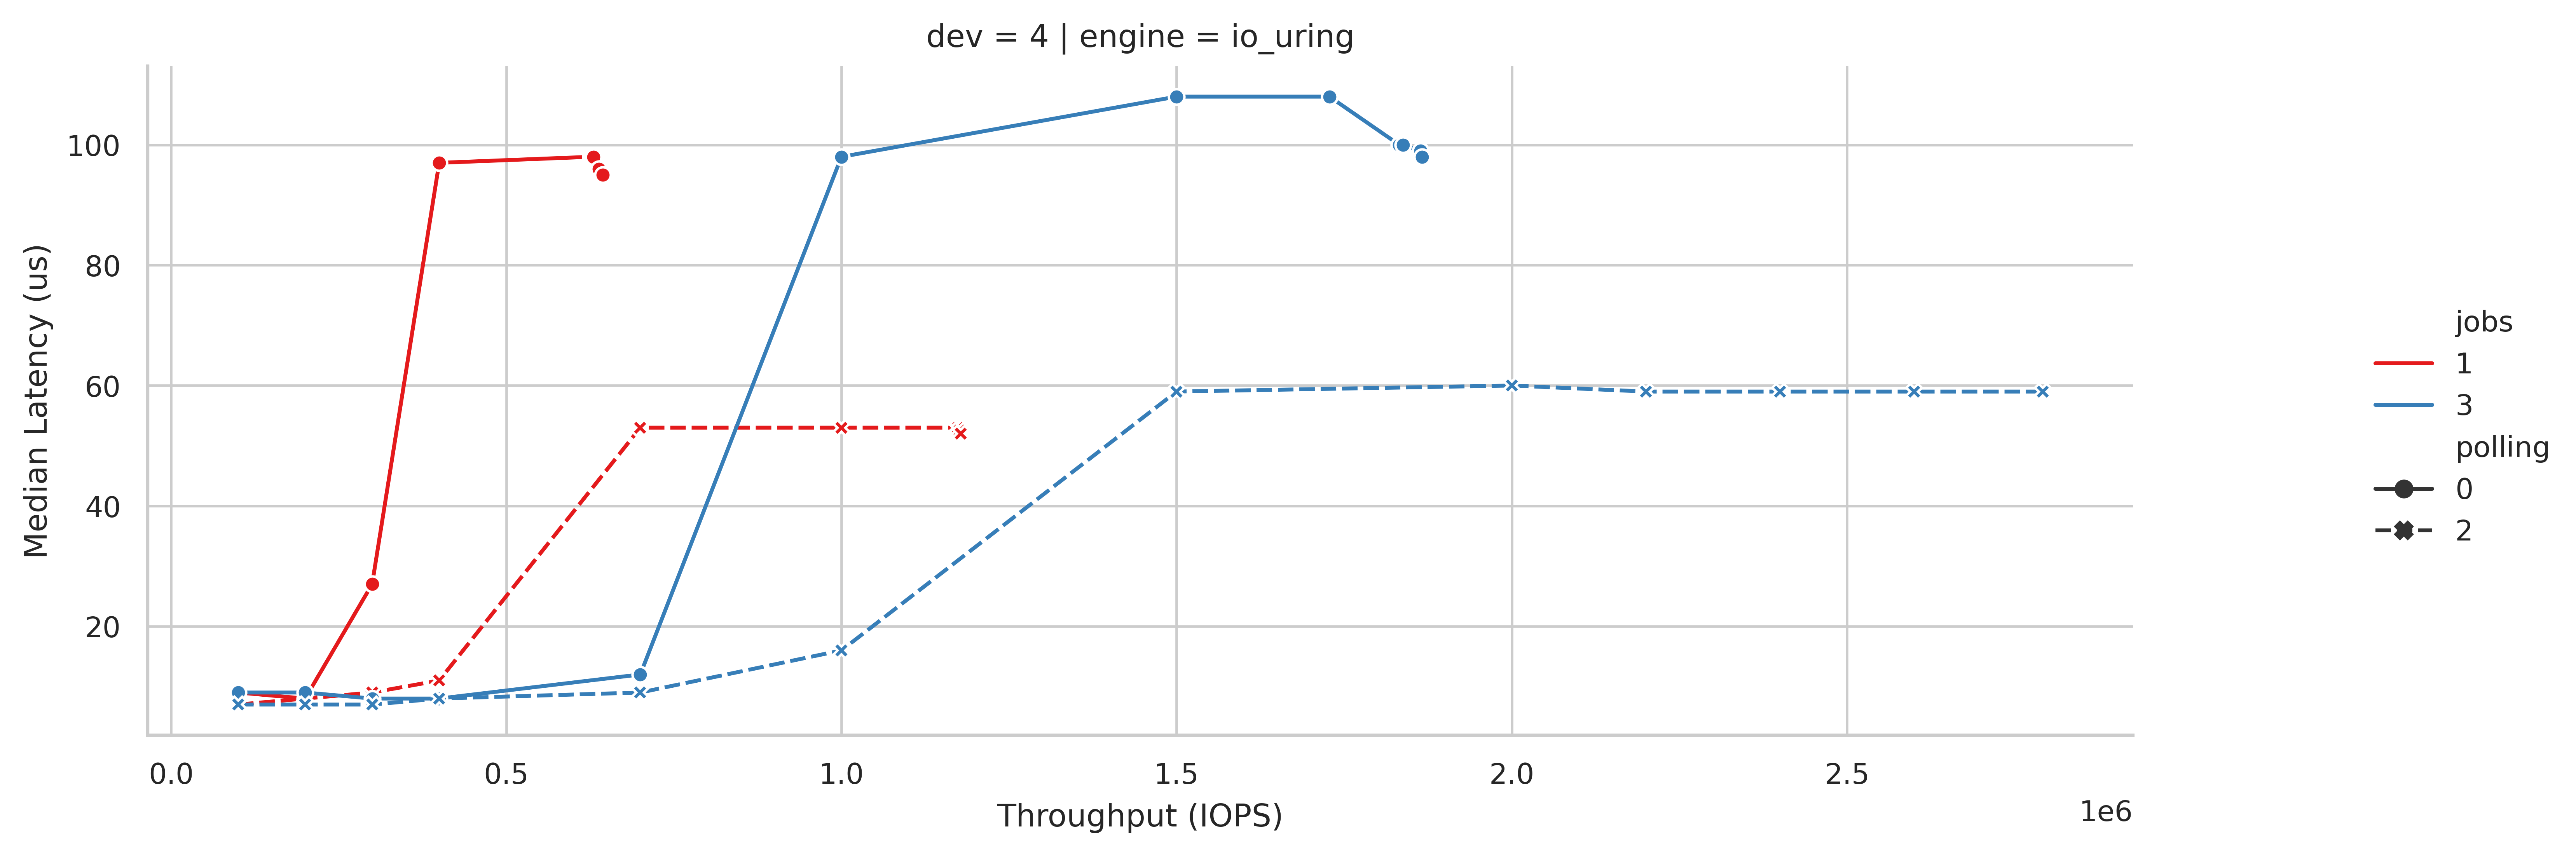 dev = 4 | engine = io_uring
Median Latency (us)
100
80
60
40
20
0.0 0.5 1.0 1.5 2.0 2.5
1e6
Throughput (IOPS)
jobs
1
3
polling
0
2